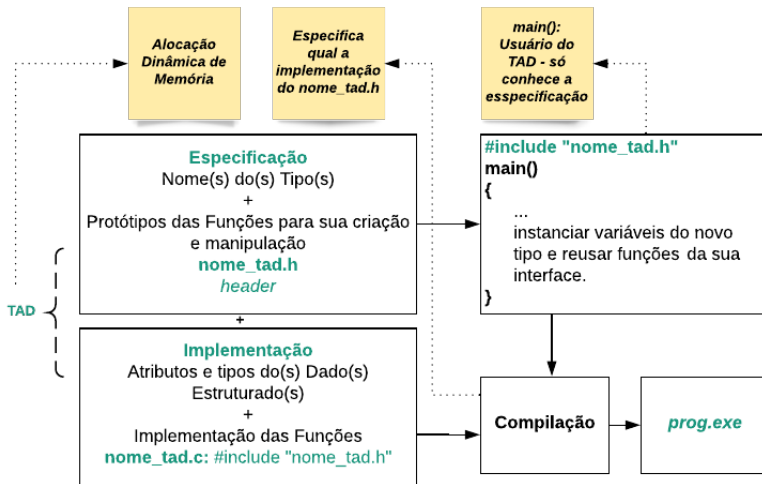 Alocação
Dinâmica de
Memória
Especifica
qual a
implementação
do nome_tad.h
main():
Usuário do
TAD - só
conhece a
esspecificação
Especificação
Nome(s) do(s) Tipo(s)
+
Protótipos das Funções para sua criação
e manipulação
nome_tad.h
header
#include "nome_tad.h"
main()
{
...
instanciar variáveis do novo
tipo e reusar funções da sua
interface.
}
TAD
+
Implementação
Atributos e tipos do(s) Dado(s)
Estruturado(s)
+
Implementação das Funções
nome_tad.c: #include "nome_tad.h"
Compilação
prog.exe